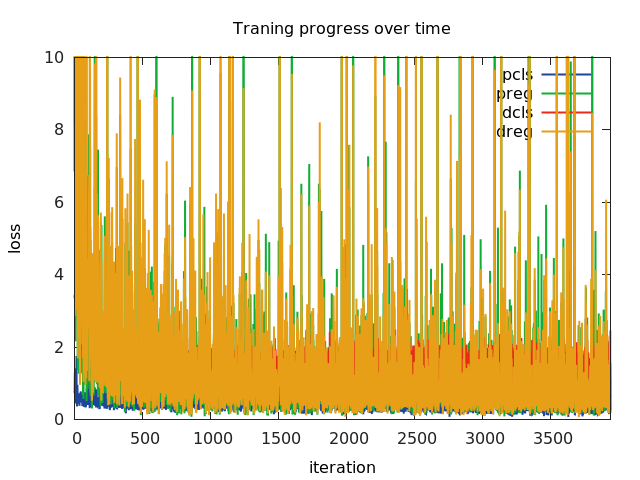 Traning progress over time
loss
10
8
6
4
2
0
pcls
preg
dcls
dreg
0 500 1000 1500 2000 2500 3000 3500
iteration